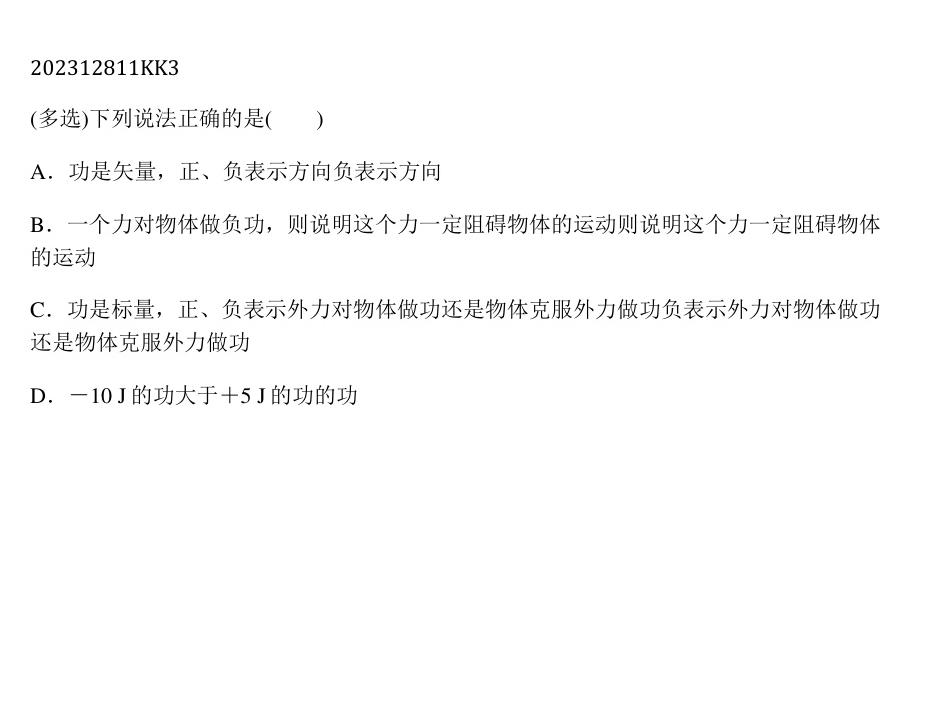 202312811KK3
(多选)下列说法正确的是(　　)
A．功是矢量，正、负表示方向负表示方向
B．一个力对物体做负功，则说明这个力一定阻碍物体的运动则说明这个力一定阻碍物体
的运动
C．功是标量，正、负表示外力对物体做功还是物体克服外力做功负表示外力对物体做功
还是物体克服外力做功
D．－10 J 的功大于＋5 J 的功的功